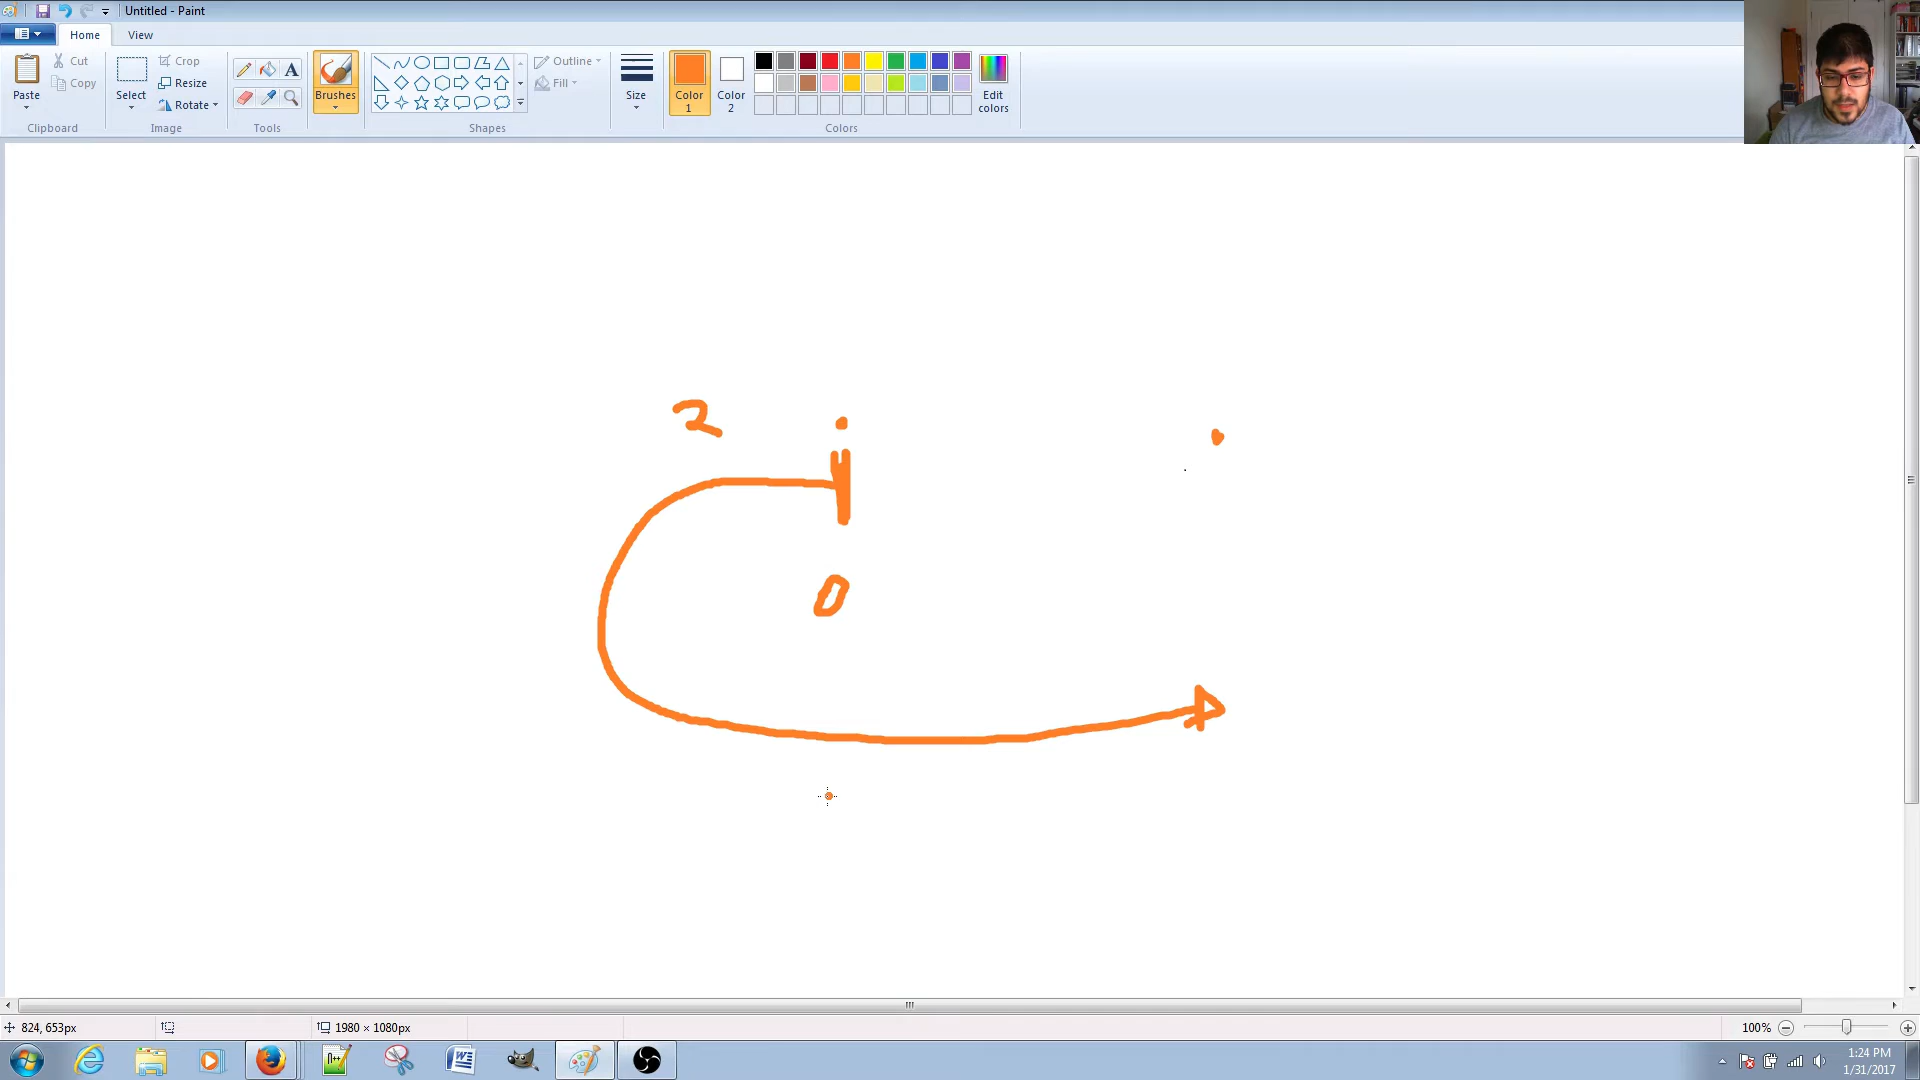 Untitled - Paint
Home View
Paste
Cut
Copy
Clipboard
Select
Crop
Resize
Rotate
Image
Tools
Brushes
Shapes
Outline
Fill
Size
Color 1
Color 2
Edit colors
Colors
2
0
824, 653px
1980 × 1080px
100%
1:24 PM
1/31/2017